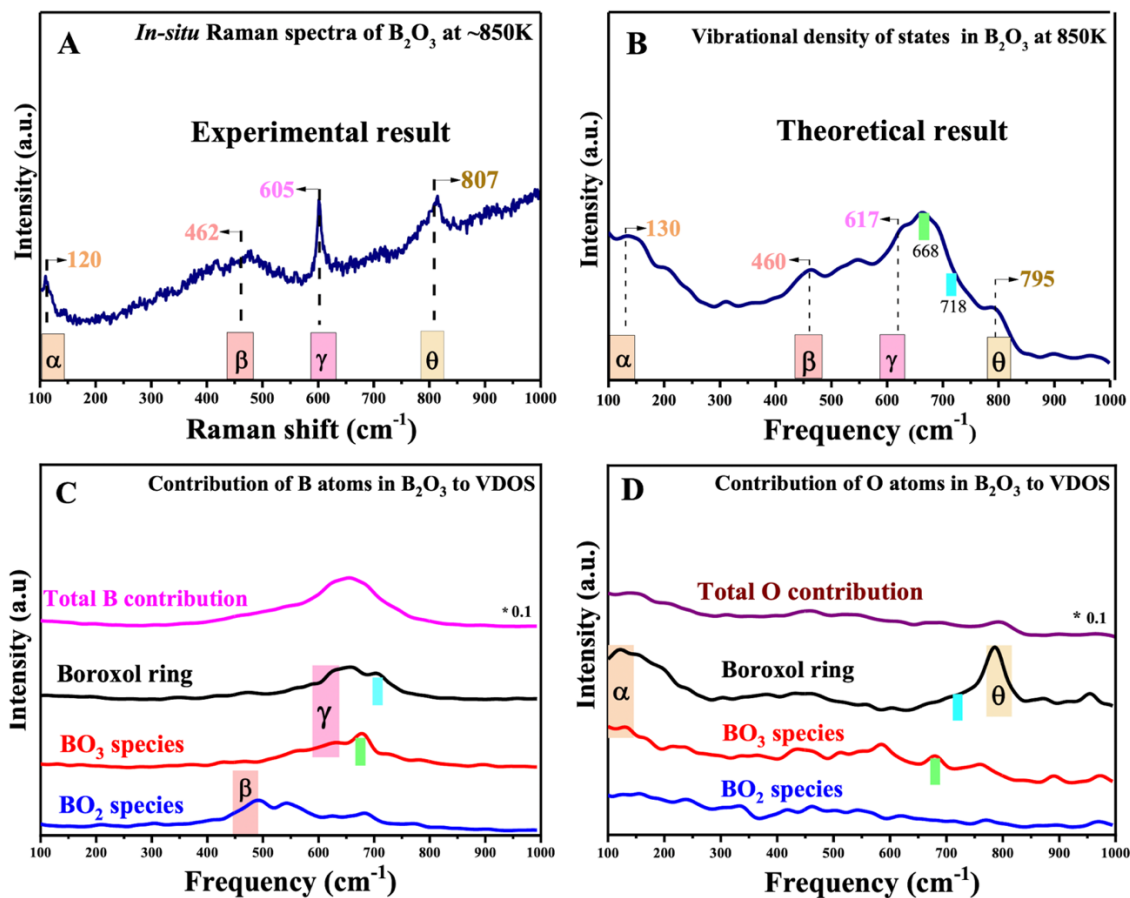 A
In-situ Raman spectra of B₂O₃ at ~850K
Experimental result
120
462
605
807
α
β
γ
θ
Intensity (a.u.)
100 200 300 400 500 600 700 800 900 1000
Raman shift (cm⁻¹)
B
Vibrational density of states in B₂O₃ at 850K
Theoretical result
130
460
617
668
718
795
α
β
γ
θ
Intensity (a.u.)
100 200 300 400 500 600 700 800 900 1000
Frequency (cm⁻¹)
C
Contribution of B atoms in B₂O₃ to VDOS
Total B contribution
* 0.1
Boroxol ring
γ
BO₃ species
β
BO₂ species
Intensity (a.u)
100 200 300 400 500 600 700 800 900 1000
Frequency (cm⁻¹)
D
Contribution of O atoms in B₂O₃ to VDOS
Total O contribution
* 0.1
Boroxol ring
α
θ
BO₃ species
BO₂ species
Intensity (a.u.)
100 200 300 400 500 600 700 800 900 1000
Frequency (cm⁻¹)